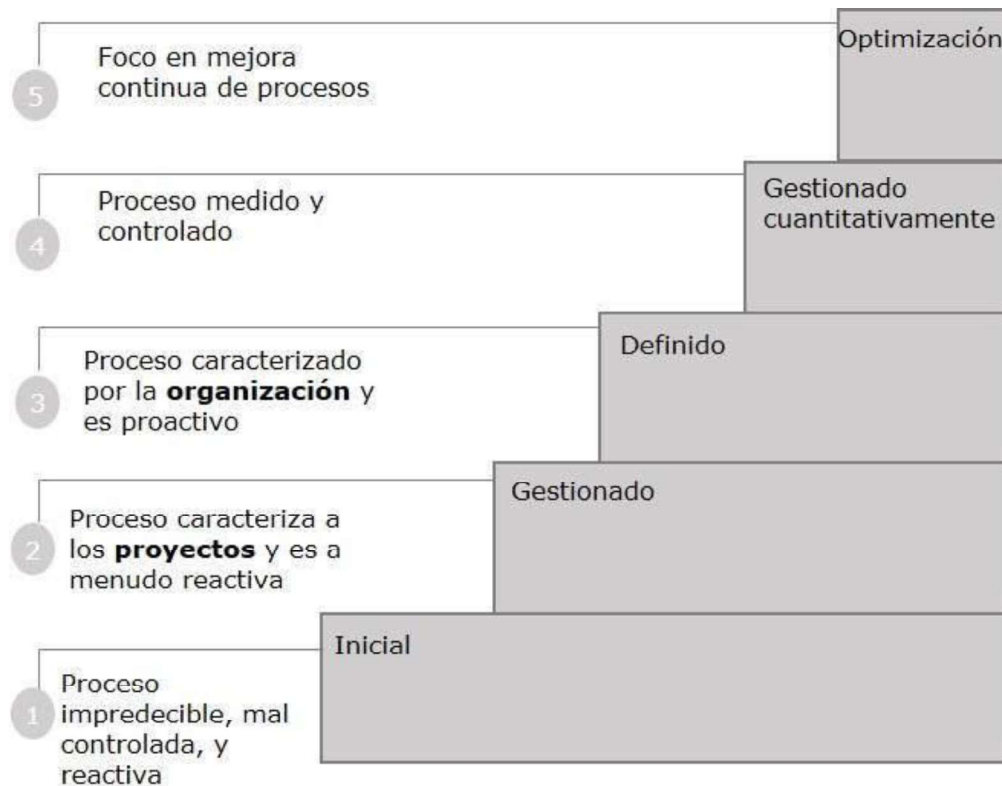 Optimización
Foco en mejora
continua de procesos
5
Gestionado
cuantitativamente
Proceso medido y
controlado
4
Definido
Proceso caracterizado
por la organización y
es proactivo
3
Gestionado
Proceso caracteriza a
los proyectos y es a
menudo reactiva
2
Inicial
Proceso
impredecible, mal
controlada, y
reactiva
1